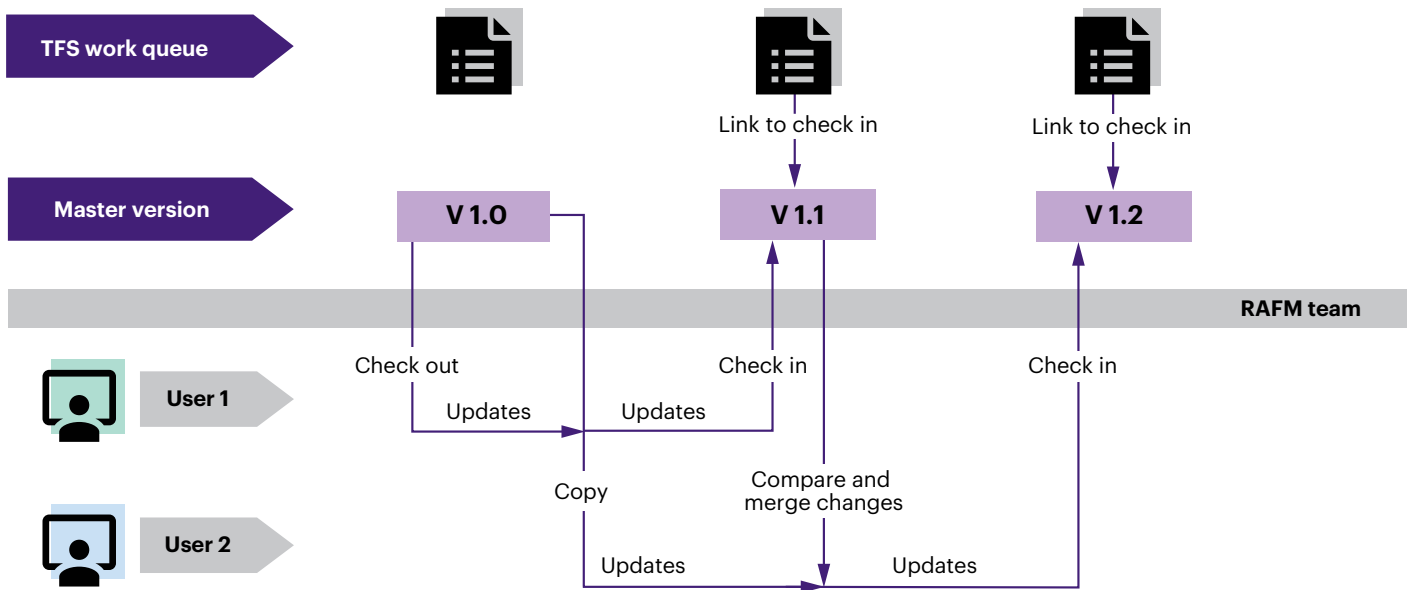 TFS work queue
Link to check in
Link to check in
Master version
V 1.0
V 1.1
V 1.2
RAFM team
Check out
Check in
Check in
User 1
Updates
Updates
Copy
Compare and
merge changes
User 2
Updates
Updates